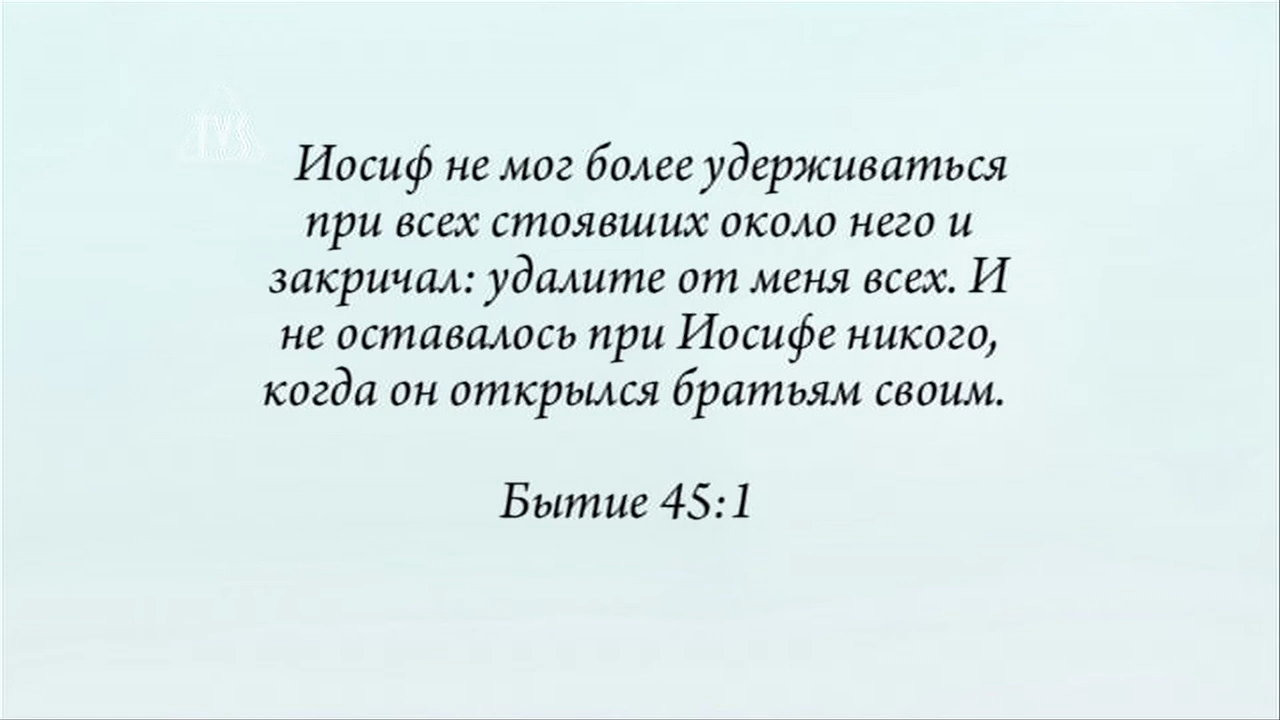 TVS
Иосиф не мог более удерживаться
при всех стоявших около него и
закричал: удалите от меня всех. И
не оставалось при Иосифе никого,
когда он открылся братьям своим.
Бытие 45:1